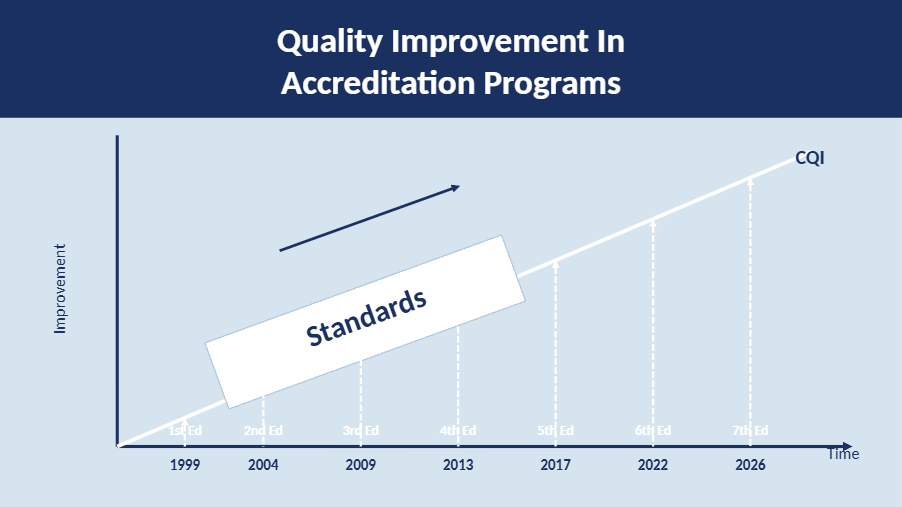 Quality Improvement In
Accreditation Programs
CQI
Improvement
Standards
1st Ed
2nd Ed
3rd Ed
4th Ed
5th Ed
6th Ed
7th Ed
Time
1999
2004
2009
2013
2017
2022
2026